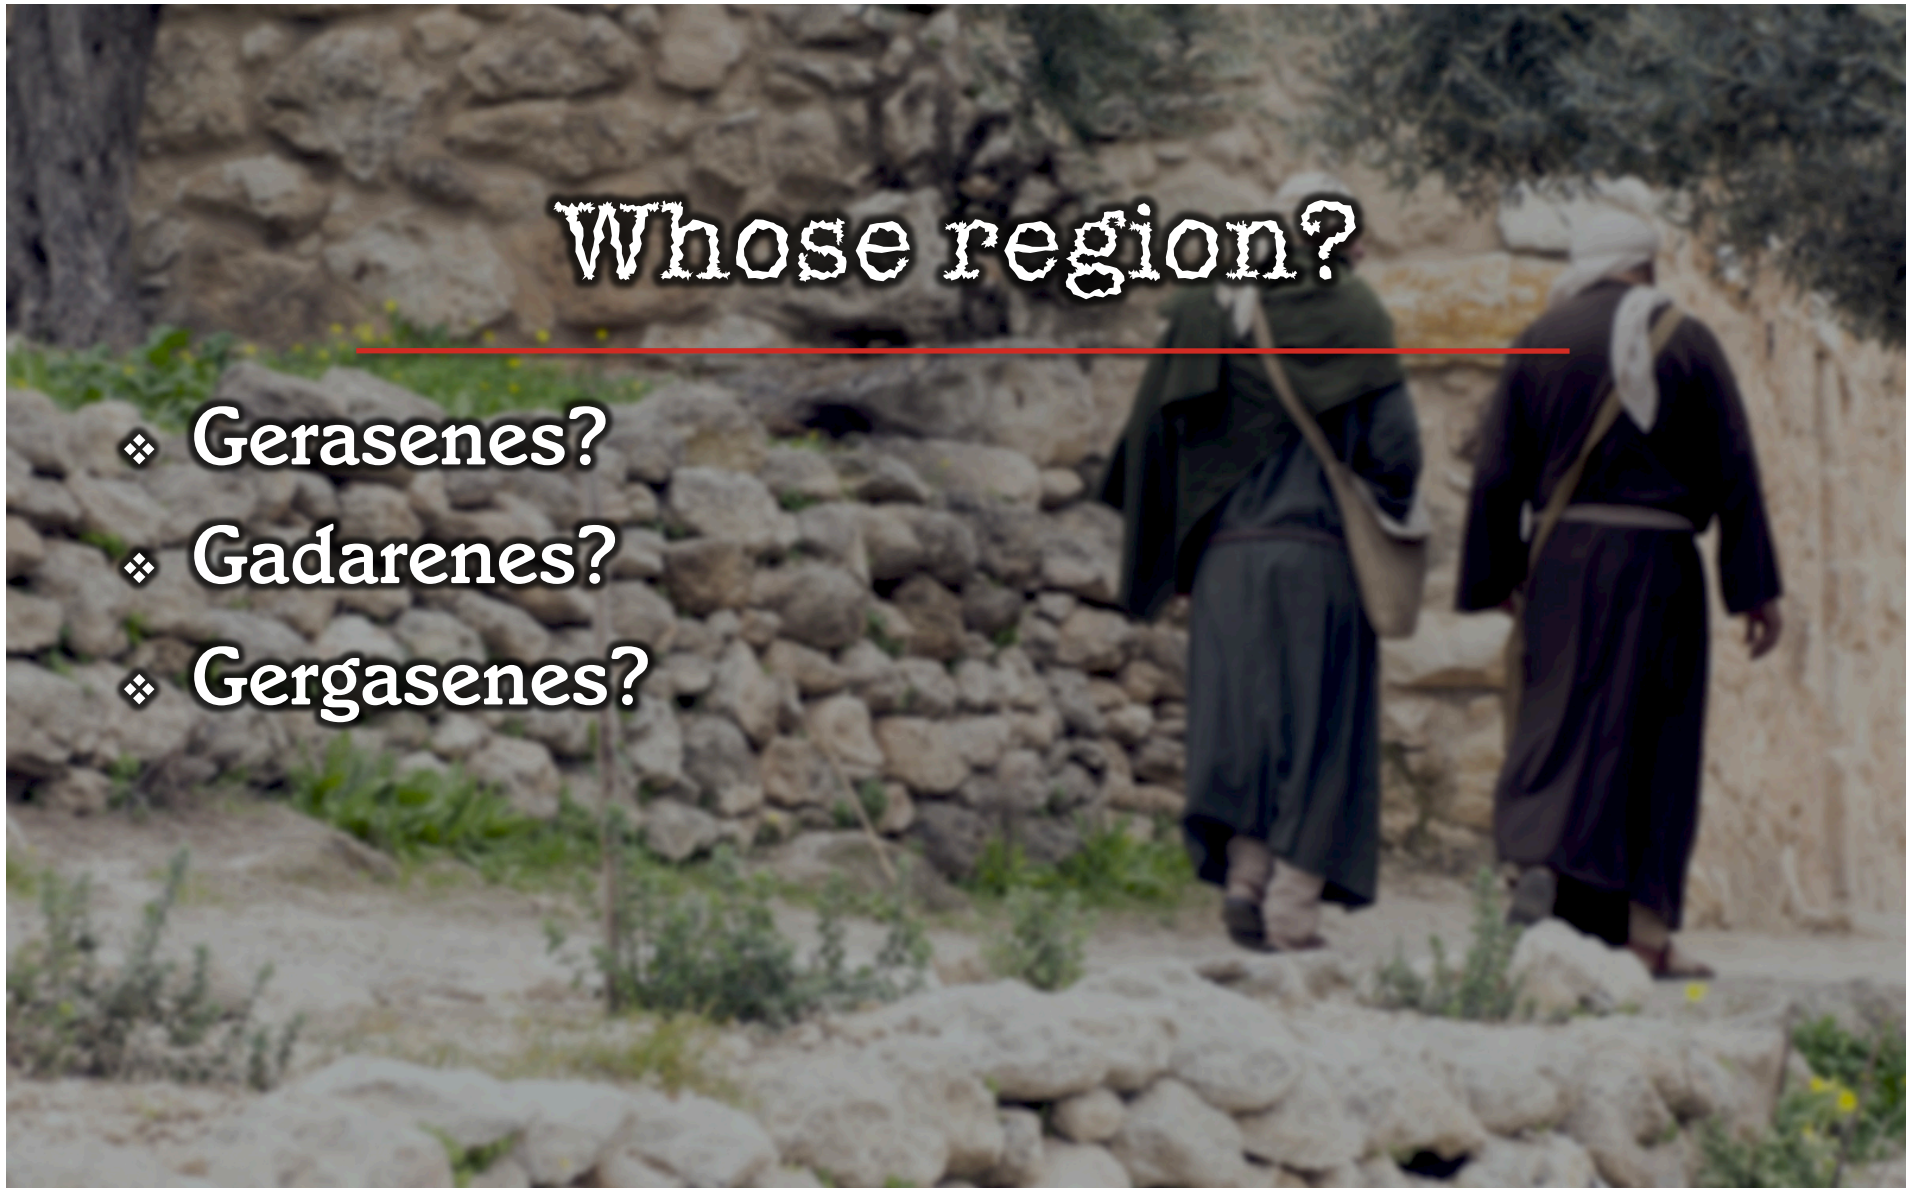 Whose region?
❖ Gerasenes?
❖ Gadarenes?
❖ Gergasenes?